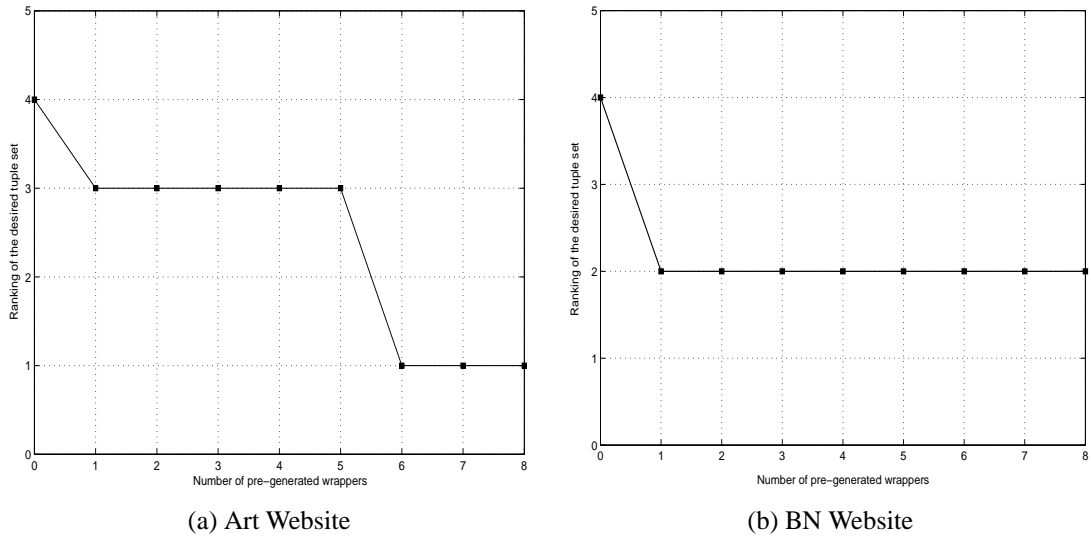 5
4
3
2
1
0
0 1 2 3 4 5 6 7 8
Ranking of the desired tuple set
Number of pre-generated wrappers
(a) Art Website
5
4
3
2
1
0
0 1 2 3 4 5 6 7 8
Ranking of the desired tuple set
Number of pre-generated wrappers
(b) BN Website